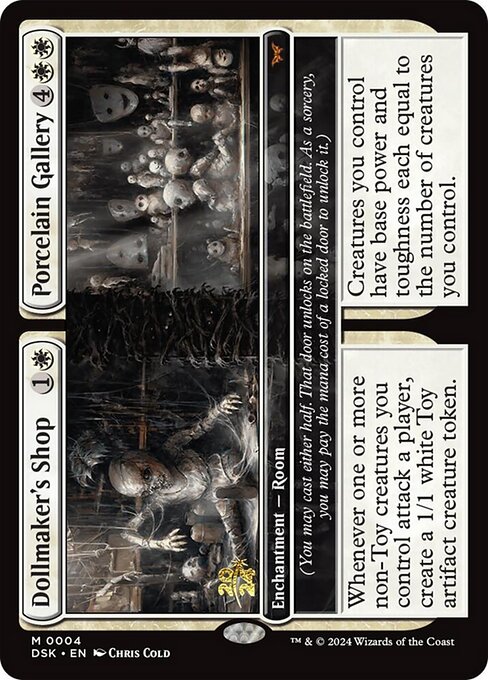 Dollmaker's Shop 1
Whenever one or more
non-Toy creatures you
control attack a player,
create a 1/1 white Toy
artifact creature token.
Porcelain Gallery 4
Creatures you control
have base power and
toughness each equal to
the number of creatures
you control.
Enchantment — Room
(You may cast either half. That door unlocks on the battlefield. As a sorcery,
you may pay the mana cost of a locked door to unlock it.)
2024
M 0004
DSK • EN Chris Cold
™ & © 2024 Wizards of the Coast